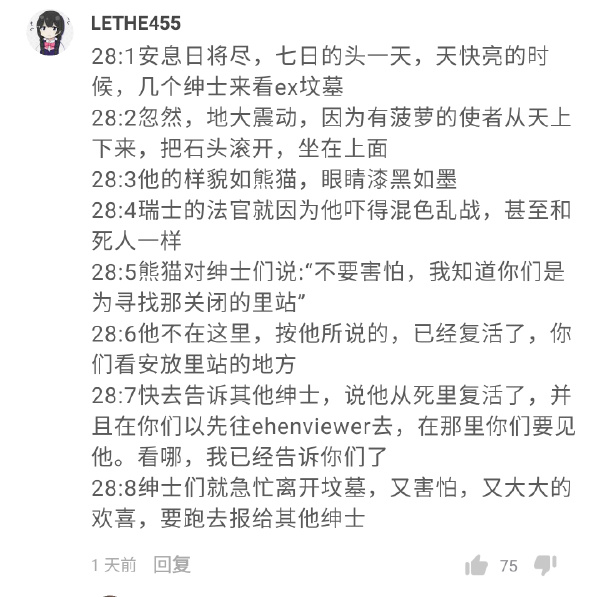 LETHE455
28:1安息日将尽，七日的头一天，天快亮的时
候，几个绅士来看ex坟墓
28:2忽然，地大震动，因为有菠萝的使者从天上
下来，把石头滚开，坐在上面
28:3他的样貌如熊猫，眼睛漆黑如墨
28:4瑞士的法官就因为他吓得混色乱战，甚至和
死人一样
28:5熊猫对绅士们说:“不要害怕，我知道你们是
为寻找那关闭的里站”
28:6他不在这里，按他所说的，已经复活了，你
们看安放里站的地方
28:7快去告诉其他绅士，说他从死里复活了，并
且在你们以先往ehenviewer去，在那里你们要见
他。看哪，我已经告诉你们了
28:8绅士们就急忙离开坟墓，又害怕，又大大的
欢喜，要跑去报给其他绅士
1天前 回复 75